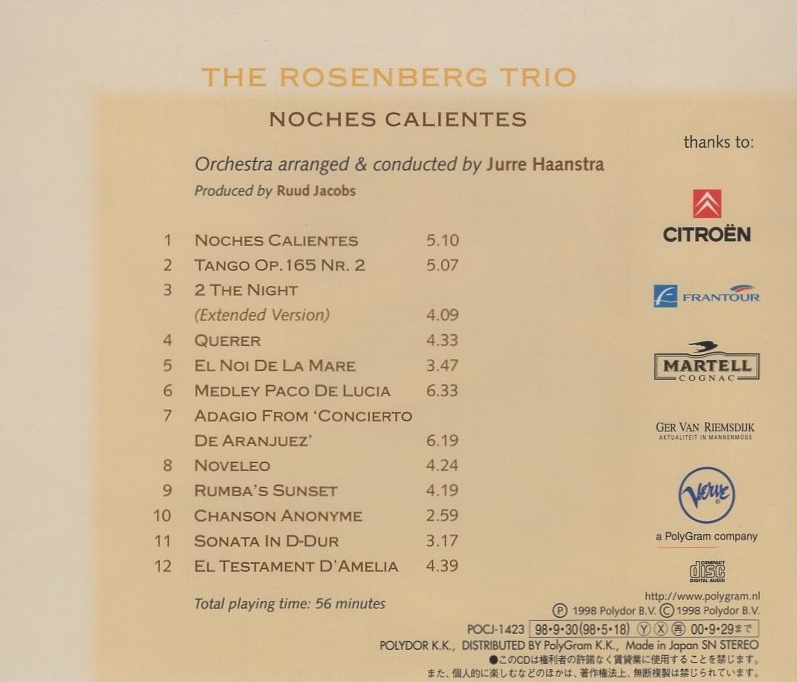 THE ROSENBERG TRIO
NOCHES CALIENTES
Orchestra arranged & conducted by Jurre Haanstra
Produced by Ruud Jacobs
1 NOCHES CALIENTES 5.10
2 TANGO OP.165 NR. 2 5.07
3 2 THE NIGHT
(Extended Version) 4.09
4 QUERER 4.33
5 EL NOI DE LA MARE 3.47
6 MEDLEY PACO DE LUCIA 6.33
7 ADAGIO FROM ‘CONCIERTO
DE ARANJUEZ’ 6.19
8 NOVELEO 4.24
9 RUMBA’S SUNSET 4.19
10 CHANSON ANONYME 2.59
11 SONATA IN D-DUR 3.17
12 EL TESTAMENT D’AMELIA 4.39
Total playing time: 56 minutes
thanks to:
CITROËN
FRANTOUR
MARTELL
COGNAC
GER VAN RIEMSDIJK
AKTUALITEIT IN MANNENMODE
VERVE
a PolyGram company
COMPACT
disc
DIGITAL AUDIO
http://www.polygram.nl
Ⓟ 1998 Polydor B.V. Ⓒ 1998 Polydor B.V.
POCJ-1423 98・9・30(98・5・18) Ⓨ Ⓧ 再 00・9・29まで
POLYDOR K.K., DISTRIBUTED BY PolyGram K.K., Made in Japan SN STEREO
●このCDは権利者の許諾なく賃貸業に使用することを禁じます。
また、個人的に楽しむなどのほかは、著作権法上、無断複製は禁じられています。